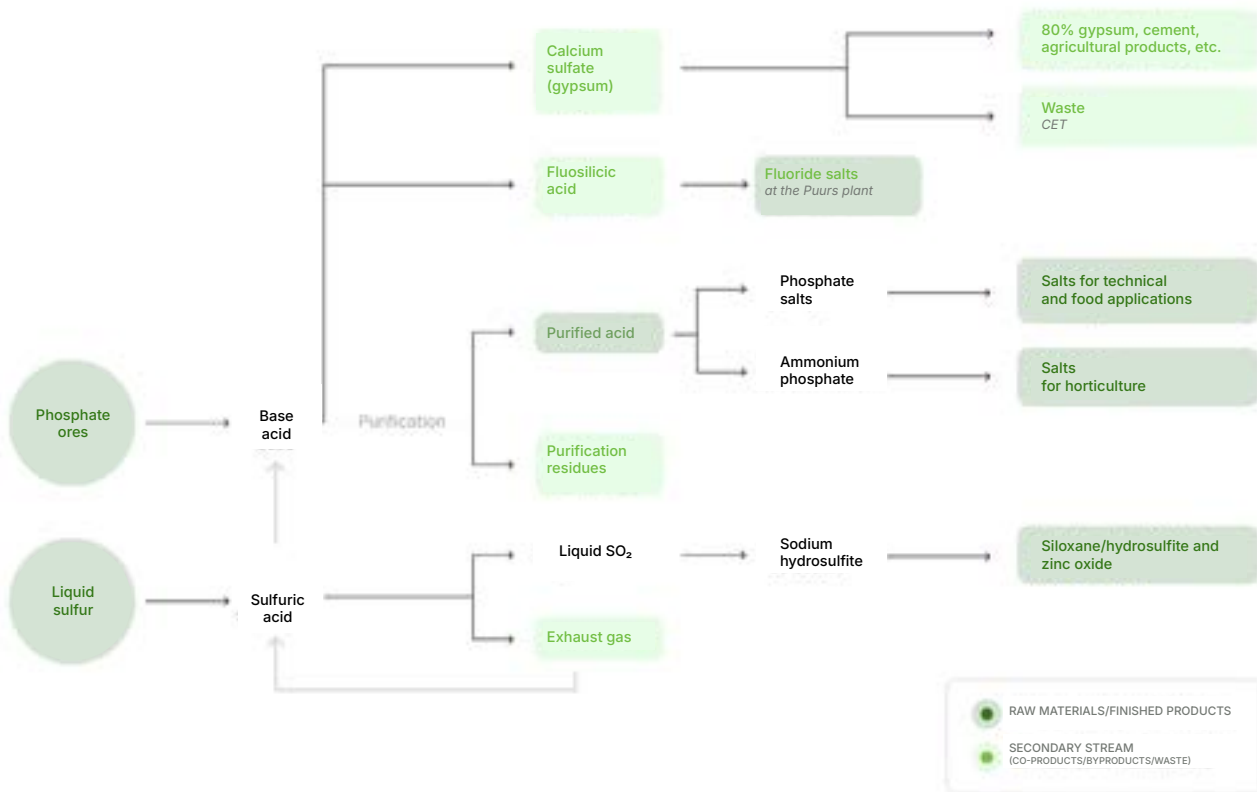 Calcium
sulfate
(gypsum)
80% gypsum, cement,
agricultural products, etc.
Waste
CET
Fluosilicic
acid
Fluoride salts
at the Puurs plant
Phosphate
salts
Salts for technical
and food applications
Purified acid
Ammonium
phosphate
Salts
for horticulture
Phosphate
ores
Base
acid
Purification
Purification
residues
Liquid SO₂
Sodium
hydrosulfite
Siloxane/hydrosulfite and
zinc oxide
Liquid
sulfur
Sulfuric
acid
Exhaust gas
RAW MATERIALS/FINISHED PRODUCTS
SECONDARY STREAM
(CO-PRODUCTS/BYPRODUCTS/WASTE)